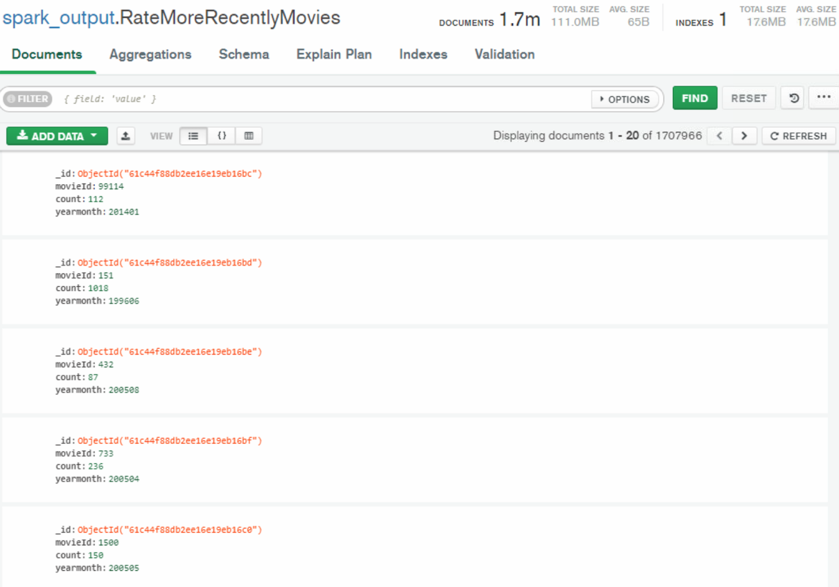 spark_output.RateMoreRecentlyMovies
DOCUMENTS 1.7m TOTAL SIZE 111.0MB AVG. SIZE 65B INDEXES 1 TOTAL SIZE 17.6MB AVG. SIZE 17.6MB
Documents Aggregations Schema Explain Plan Indexes Validation
FILTER { field: 'value' } OPTIONS FIND RESET ...
ADD DATA VIEW {} Displaying documents 1 - 20 of 1707966 < > REFRESH
_id: ObjectId("61c44f88db2ee16e19eb16bc")
movieId: 99114
count: 112
yearmonth: 201401
_id: ObjectId("61c44f88db2ee16e19eb16bd")
movieId: 151
count: 1018
yearmonth: 199606
_id: ObjectId("61c44f88db2ee16e19eb16be")
movieId: 432
count: 87
yearmonth: 200508
_id: ObjectId("61c44f88db2ee16e19eb16bf")
movieId: 733
count: 236
yearmonth: 200504
_id: ObjectId("61c44f88db2ee16e19eb16c0")
movieId: 1500
count: 150
yearmonth: 200505